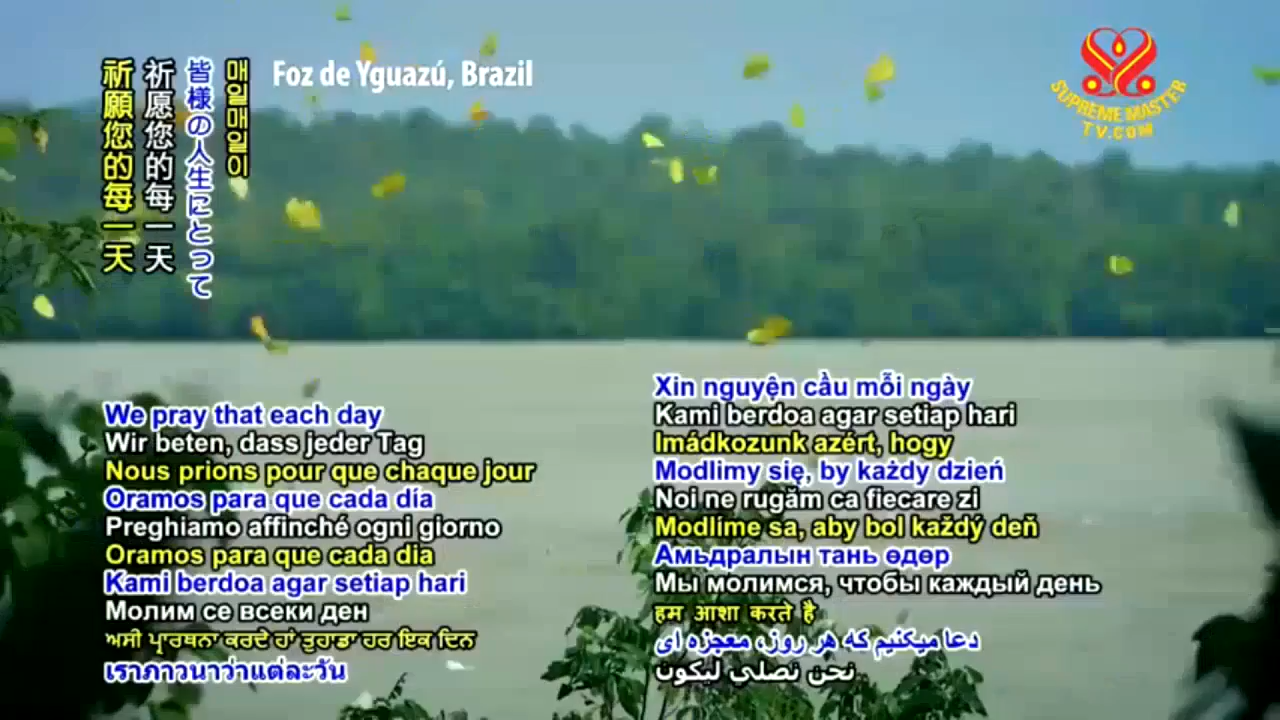 祈願您的每一天
祈愿您的每一天
皆様の人生にとって
매일매일이
Foz de Yguazú, Brazil
SUPREME MASTER
TV.COM
We pray that each day
Wir beten, dass jeder Tag
Nous prions pour que chaque jour
Oramos para que cada día
Preghiamo affinché ogni giorno
Oramos para que cada dia
Kami berdoa agar setiap hari
Молим се всеки ден
ਅਸੀ ਪ੍ਰਾਰਥਨਾ ਕਰਦੇ ਹਾਂ ਤੁਹਾਡਾ ਹਰ ਇਕ ਦਿਨ
เราภาวนาว่าแต่ละวัน
Xin nguyện cầu mỗi ngày
Kami berdoa agar setiap hari
Imádkozunk azért, hogy
Modlimy się, by każdy dzień
Noi ne rugăm ca fiecare zi
Modlíme sa, aby bol každý deň
Амьдралын тань өдөр
Мы молимся, чтобы каждый день
हम आशा करते है
دعا میکنیم که هر روز، معجزه ای
نحن نصلي ليكون